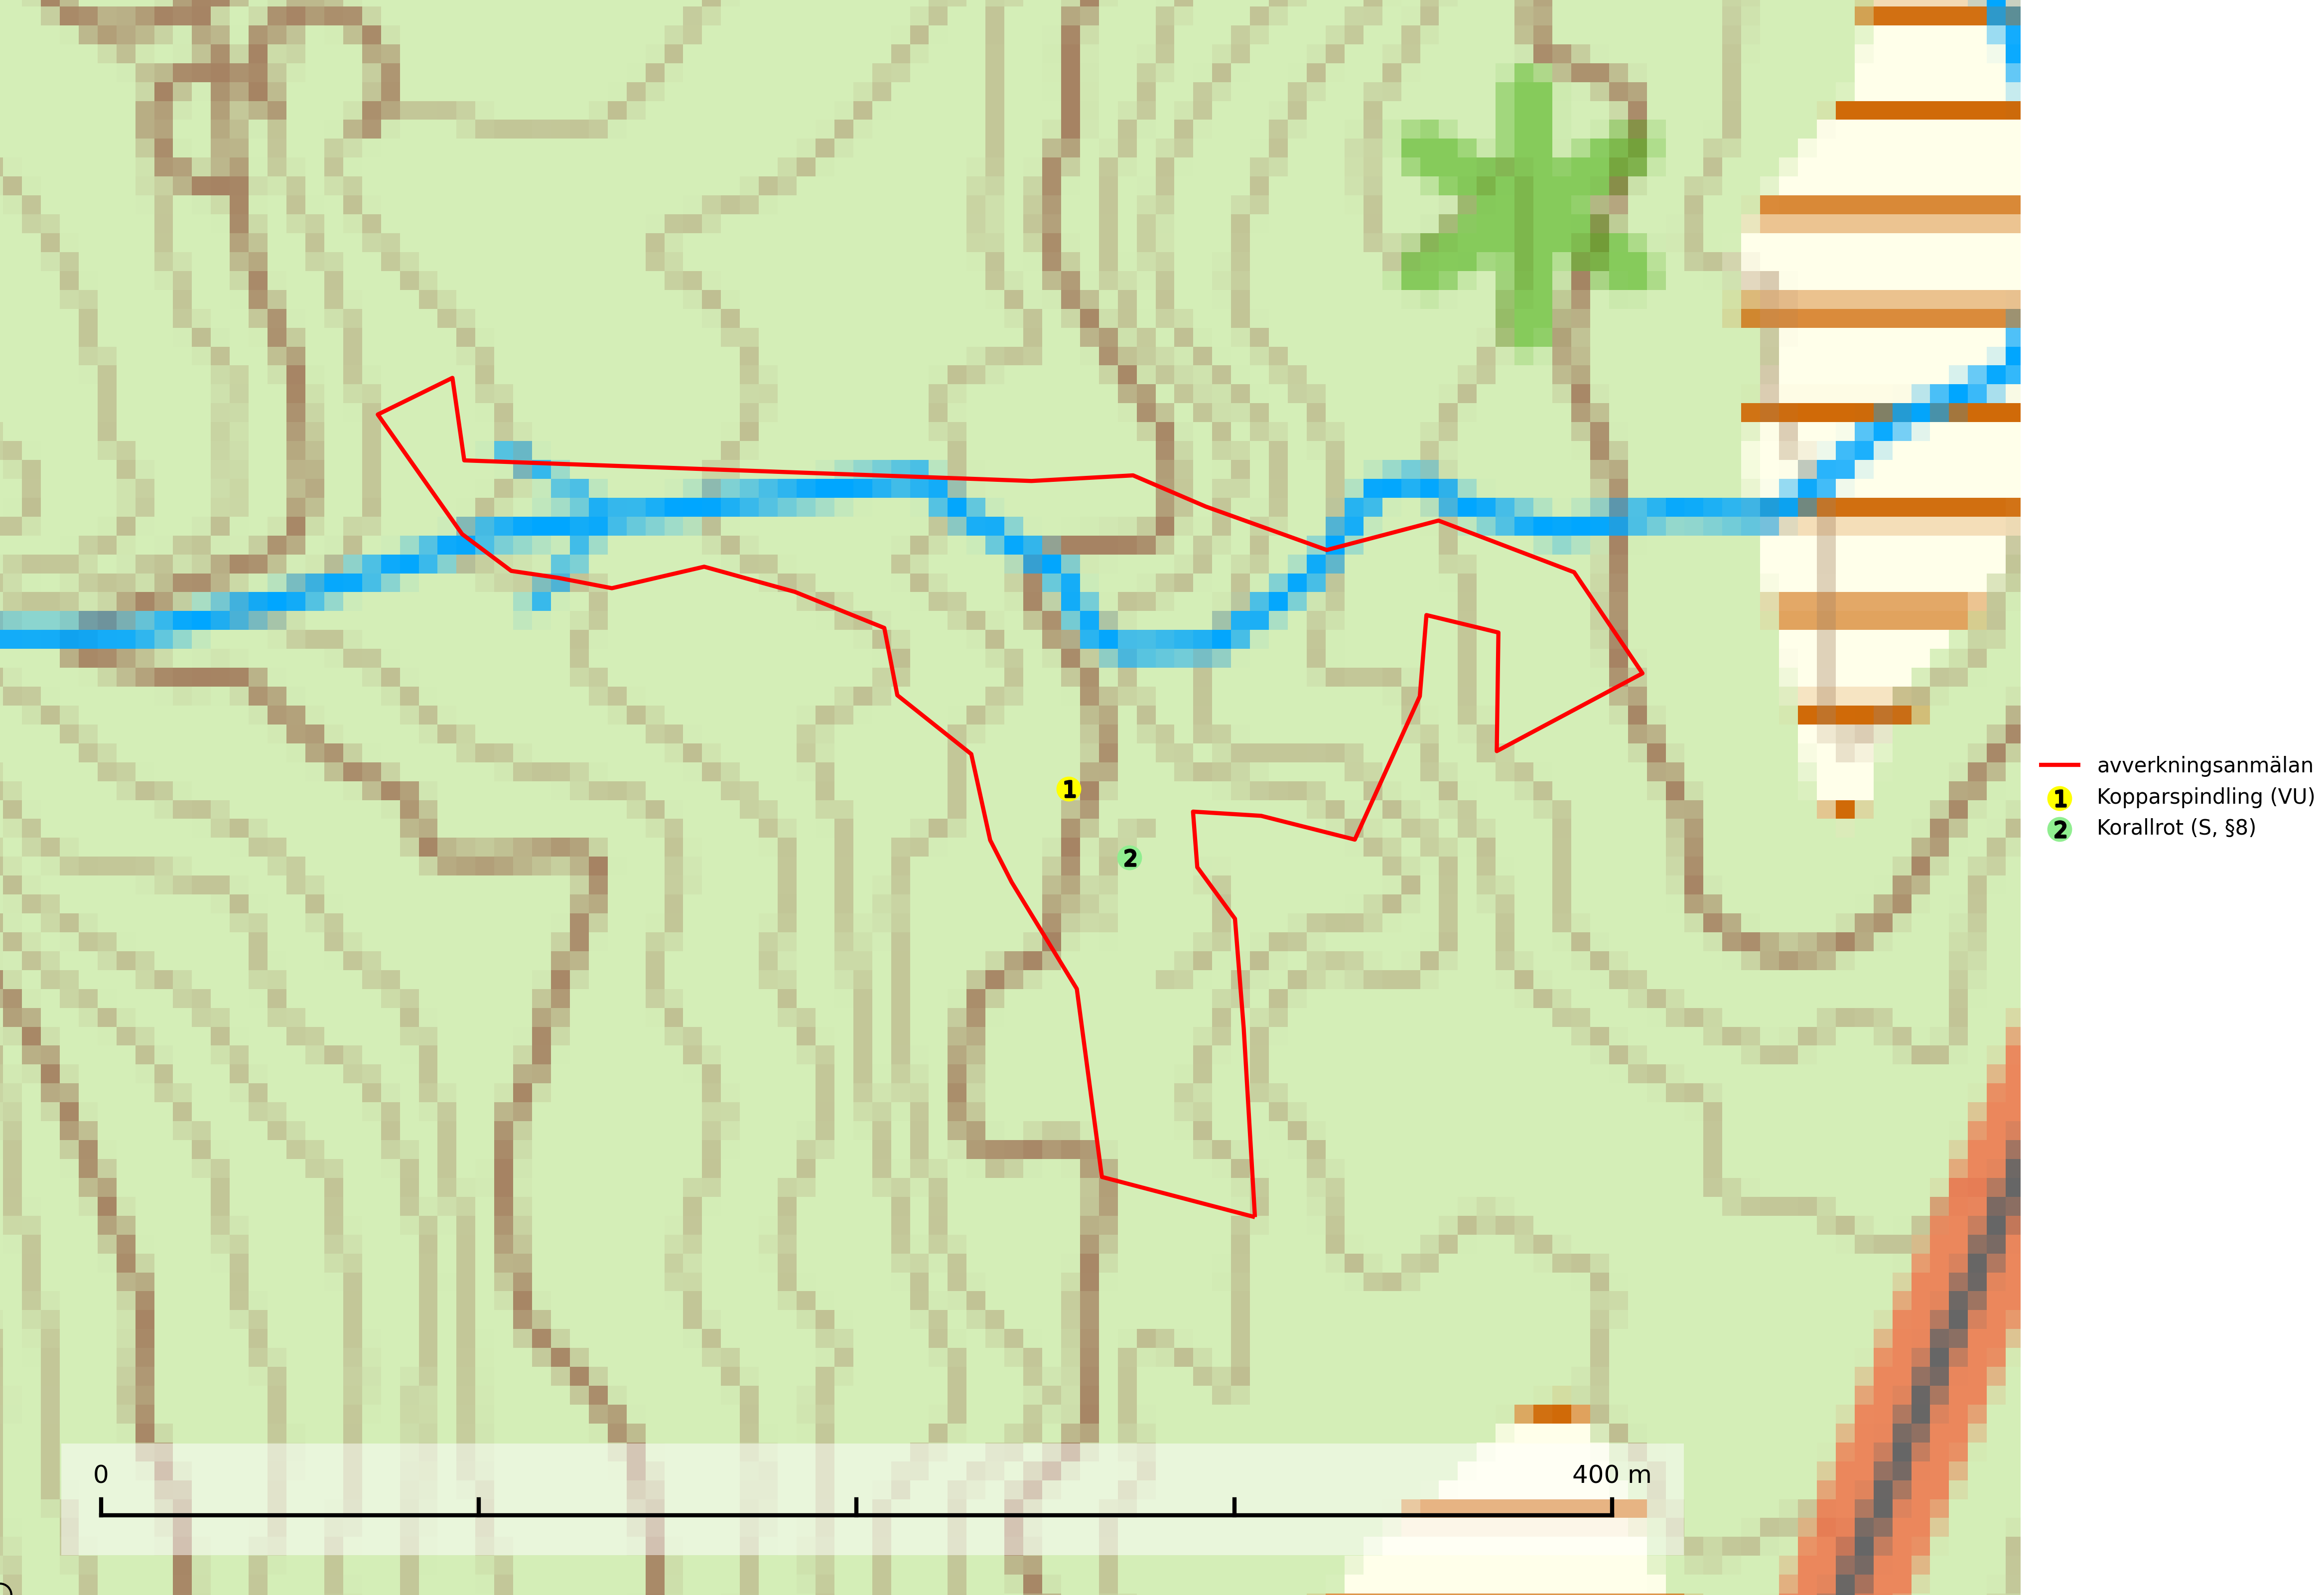 1
2
avverkningsanmälan
1 Kopparspindling (VU)
2 Korallrot (S, §8)
0 400 m